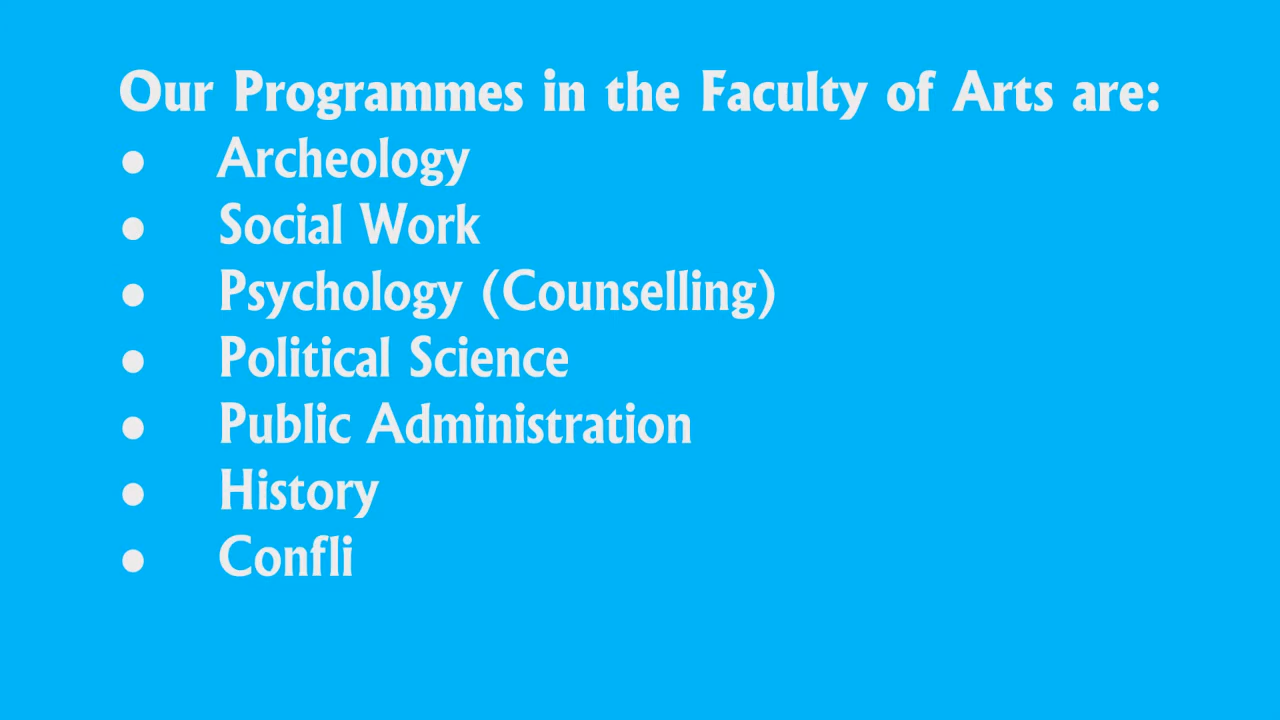 Our Programmes in the Faculty of Arts are:
● Archeology
● Social Work
● Psychology (Counselling)
● Political Science
● Public Administration
● History
● Confli